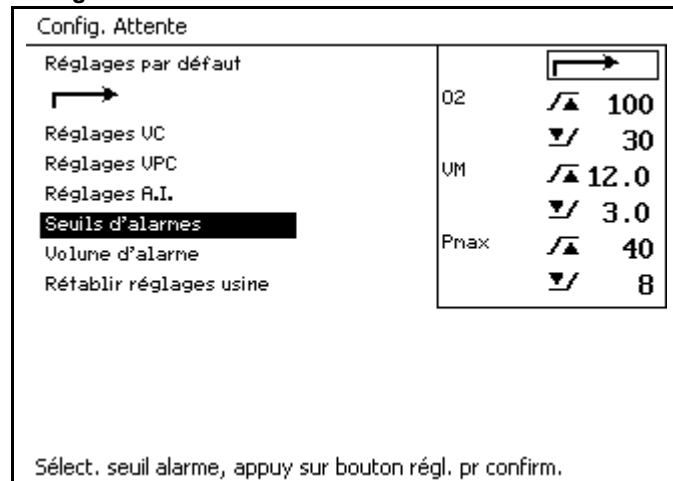 Config. Attente
Réglages par défaut
Réglages VC
Réglages VPC
Réglages A.I.
Seuils d'alarmes
Volume d'alarme
Rétablir réglages usine
O2 100
30
VM 12.0
3.0
Pmax 40
8
Sélect. seuil alarme, appuy sur bouton régl. pr confirm.